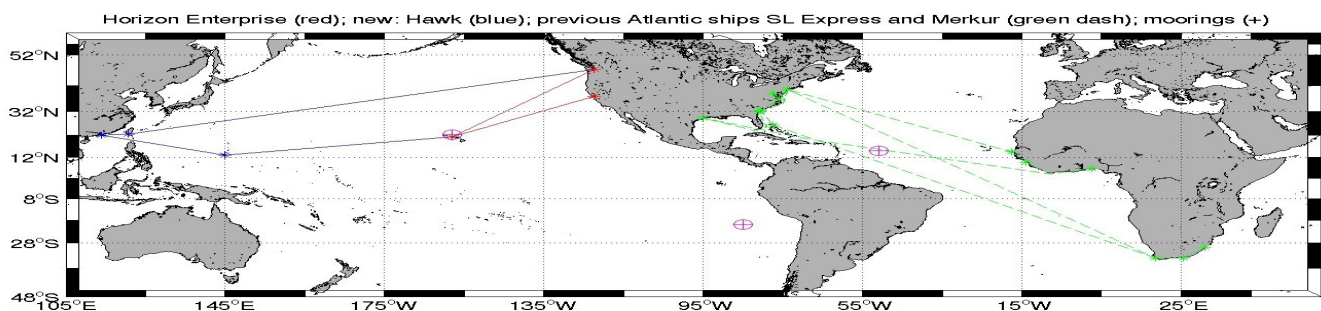 Horizon Enterprise (red); new: Hawk (blue); previous Atlantic ships SL Express and Merkur (green dash); moorings (+)
52°N
32°N
12°N
8°S
28°S
48°S
105°E 145°E 175°W 135°W 95°W 55°W 15°W 25°E